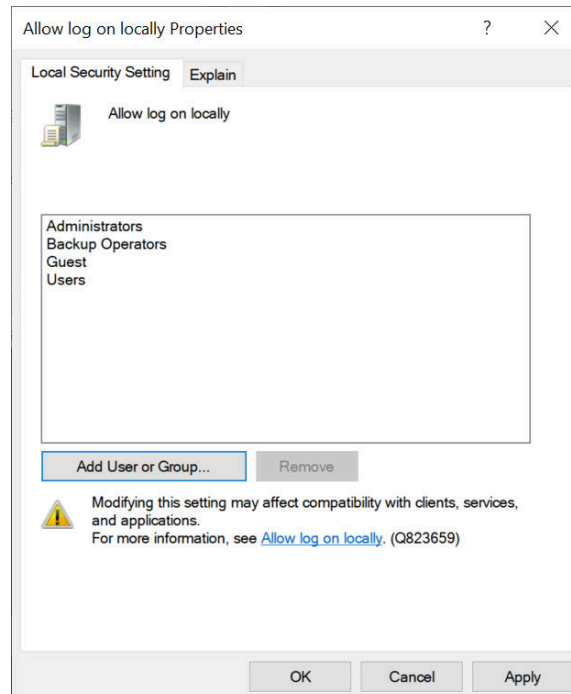 Allow log on locally Properties
?
Local Security Setting
Explain
Allow log on locally
Administrators
Backup Operators
Guest
Users
Add User or Group...
Remove
Modifying this setting may affect compatibility with clients, services,
and applications.
For more information, see Allow log on locally. (Q823659)
OK
Cancel
Apply